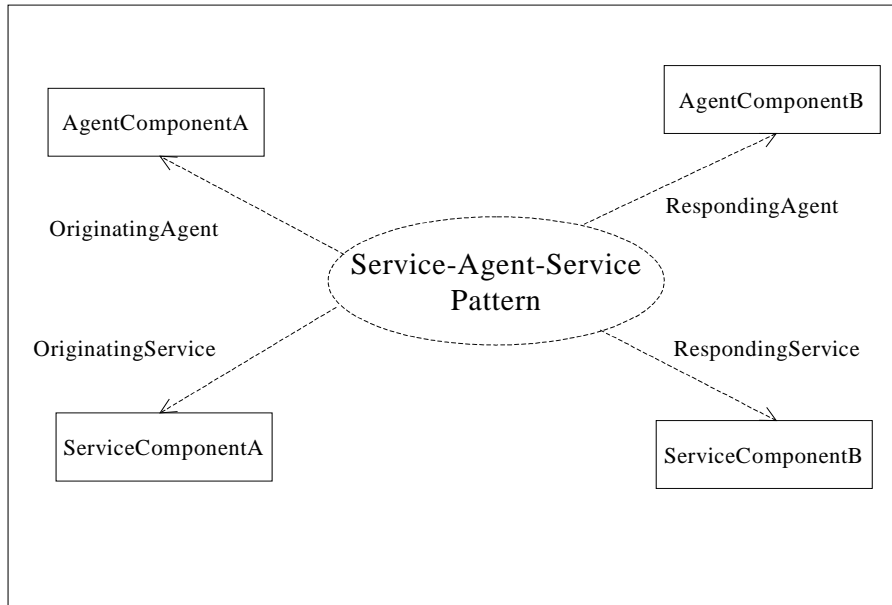 AgentComponentA
AgentComponentB
OriginatingAgent
RespondingAgent
Service-Agent-Service
Pattern
OriginatingService
RespondingService
ServiceComponentA
ServiceComponentB